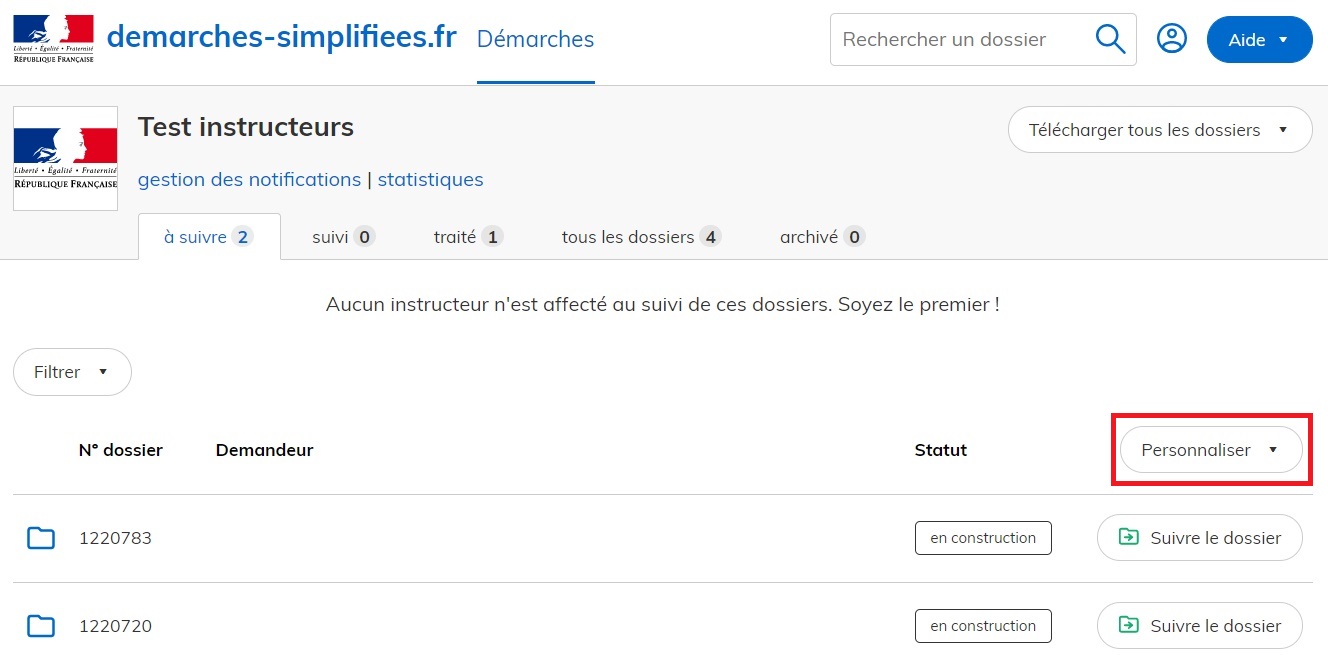 Liberté • Égalité • Fraternité
RÉPUBLIQUE FRANÇAISE
demarches-simplifiees.fr
Démarches
Rechercher un dossier
Aide
Liberté • Égalité • Fraternité
RÉPUBLIQUE FRANÇAISE
Test instructeurs
Télécharger tous les dossiers
gestion des notifications | statistiques
à suivre 2
suivi 0
traité 1
tous les dossiers 4
archivé 0
Aucun instructeur n'est affecté au suivi de ces dossiers. Soyez le premier !
Filtrer
Nº dossier
Demandeur
Statut
Personnaliser
1220783
en construction
Suivre le dossier
1220720
en construction
Suivre le dossier